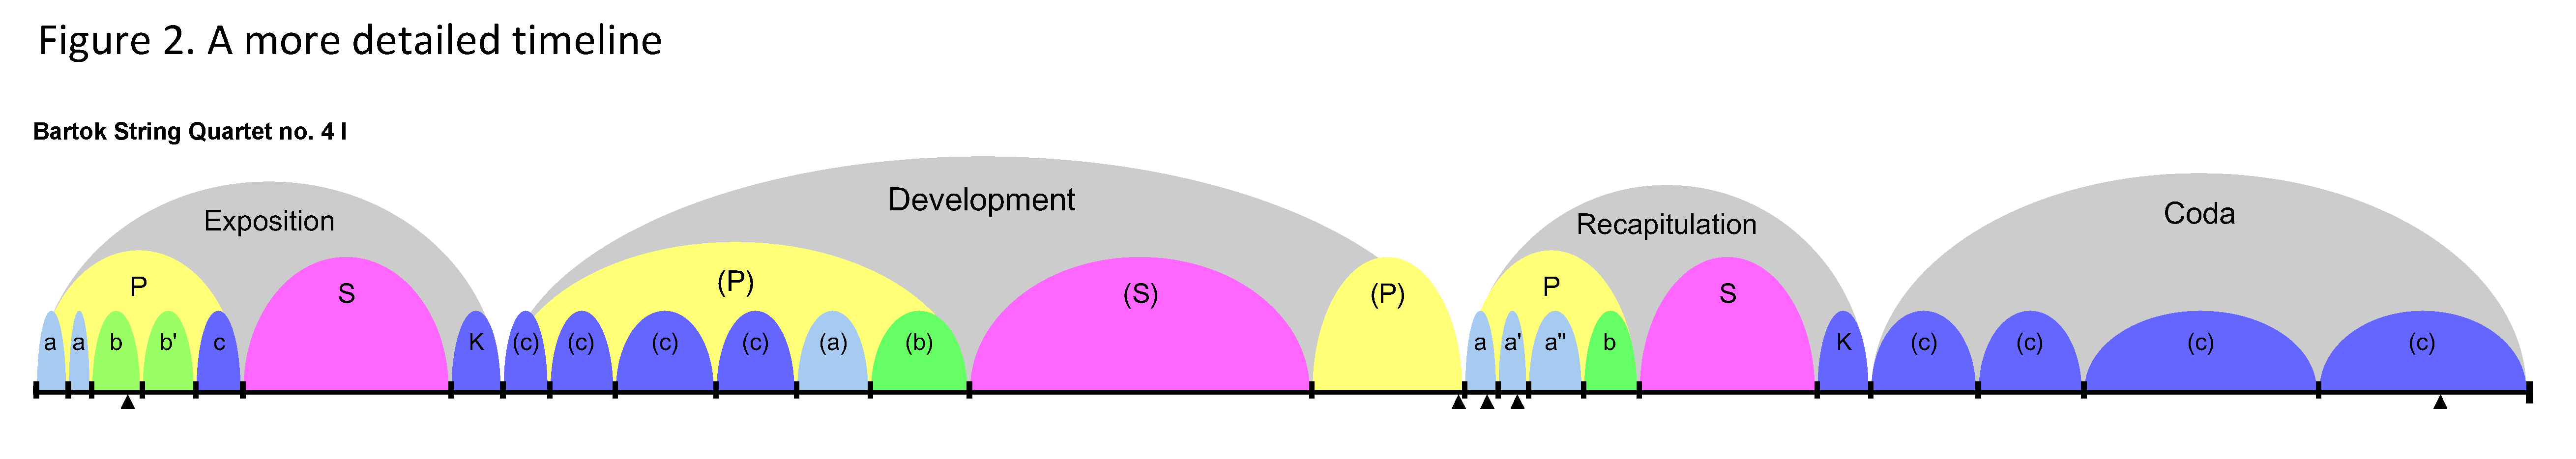 Figure 2. A more detailed timeline
Bartok String Quartet no. 4 I
Exposition
Development
Recapitulation
Coda
P
S
(P)
(S)
(P)
P
S
a
a
b
b'
c
K
(c)
(c)
(c)
(c)
(a)
(b)
a
a'
a"
b
K
(c)
(c)
(c)
(c)